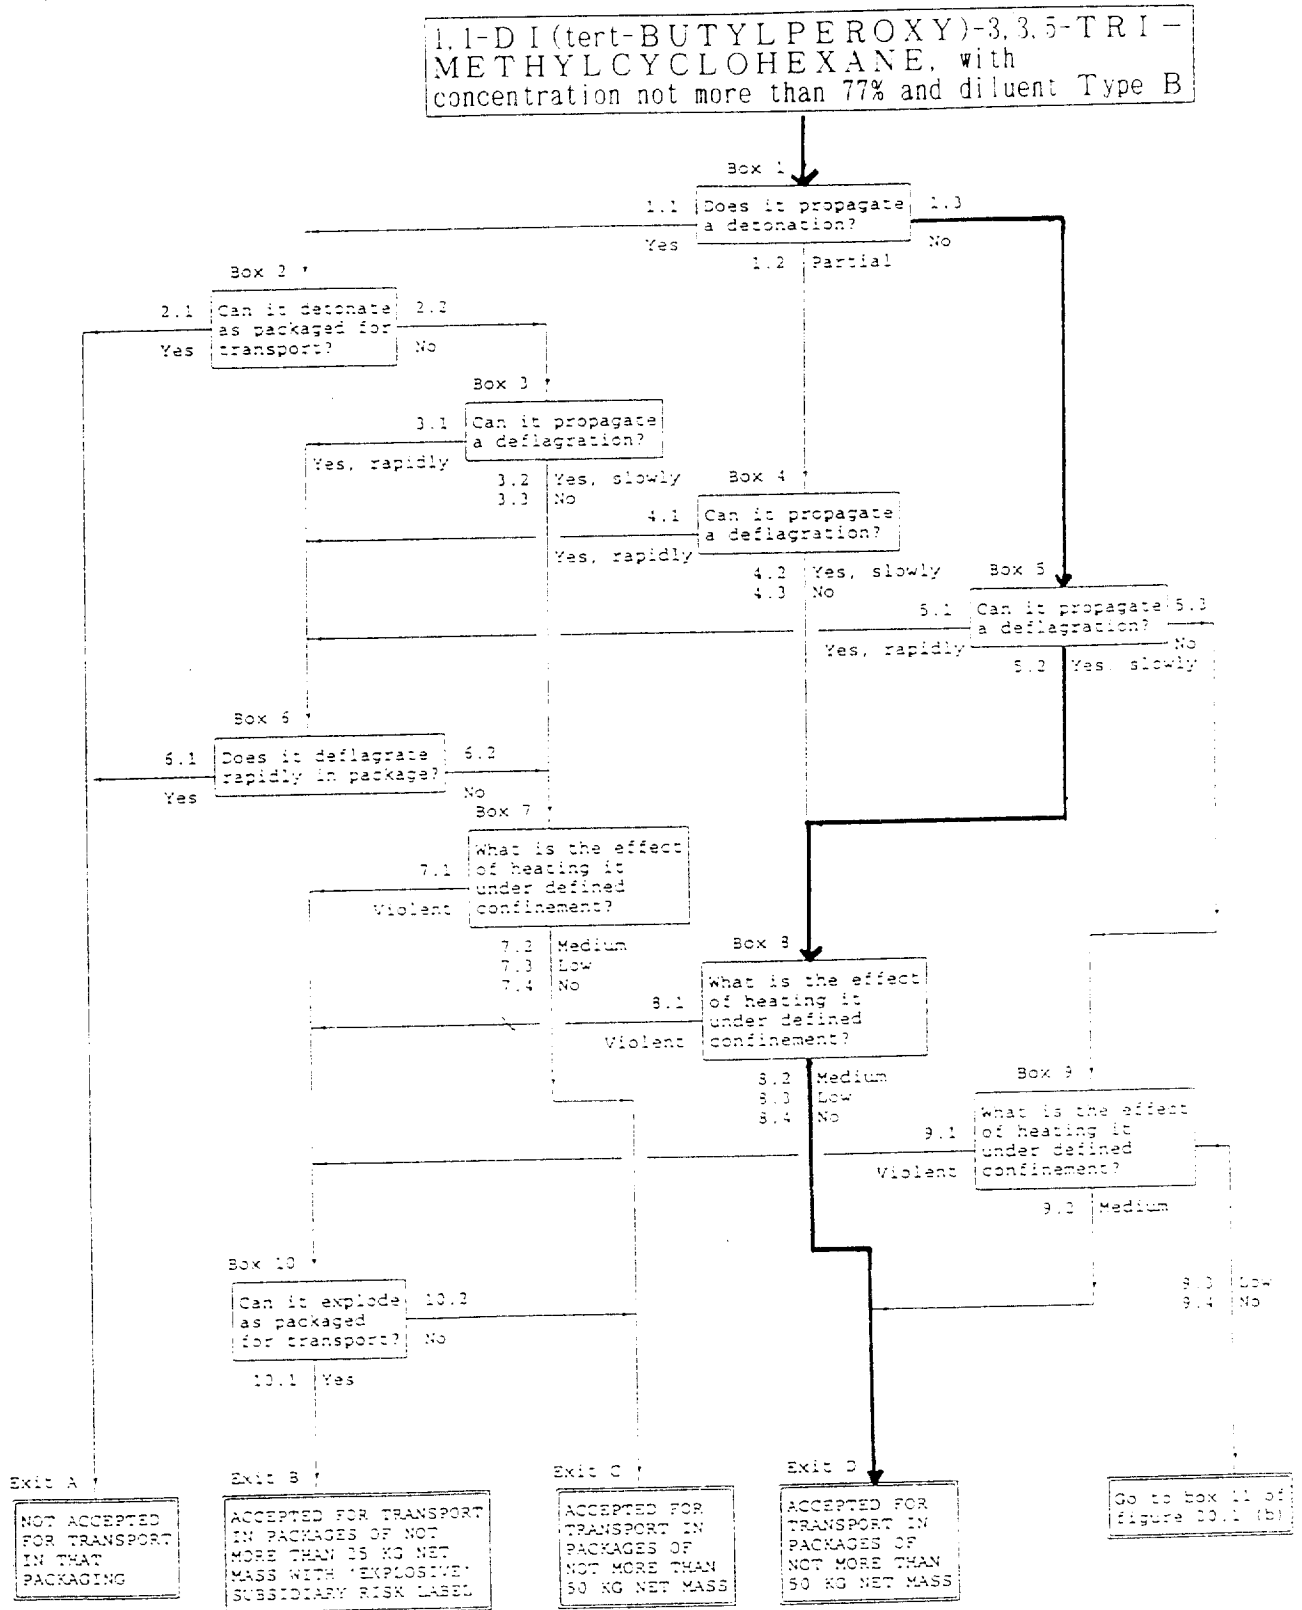 1,1-D I (tert-BUTYLPEROXY)-3,3,5-TRI-
METHYLCYCLOHEXANE, with
concentration not more than 77% and diluent Type B
Box 1
1.1
Does it propagate
a detonation?
1.3
Yes
No
1.2 Partial
Box 2
2.1
Can it detonate
as packaged for
transport?
2.2
Yes
No
Box 3
3.1
Can it propagate
a deflagration?
Yes, rapidly
3.2 Yes, slowly
3.3 No
Box 4
4.1
Can it propagate
a deflagration?
Yes, rapidly
4.2 Yes, slowly
4.3 No
Box 5
5.1
Can it propagate
a deflagration?
5.3
Yes, rapidly
No
5.2 Yes, slowly
Box 6
6.1
Does it deflagrate
rapidly in package?
6.2
Yes
No
Box 7
7.1
What is the effect
of heating it
under defined
confinement?
Violent
7.2 Medium
7.3 Low
7.4 No
Box 8
8.1
What is the effect
of heating it
under defined
confinement?
Violent
8.2 Medium
8.3 Low
8.4 No
Box 9
9.1
What is the effect
of heating it
under defined
confinement?
Violent
9.2 Medium
9.3 Low
9.4 No
Box 10
Can it explode
as packaged
for transport?
10.2
No
10.1 Yes
Exit A
NOT ACCEPTED
FOR TRANSPORT
IN THAT
PACKAGING
Exit B
ACCEPTED FOR TRANSPORT
IN PACKAGES OF NOT
MORE THAN 25 KG NET
MASS WITH 'EXPLOSIVE'
SUBSIDIARY RISK LABEL
Exit C
ACCEPTED FOR
TRANSPORT IN
PACKAGES OF
NOT MORE THAN
50 KG NET MASS
Exit D
ACCEPTED FOR
TRANSPORT IN
PACKAGES OF
NOT MORE THAN
50 KG NET MASS
Go to box 11 of
figure 20.1 (b)